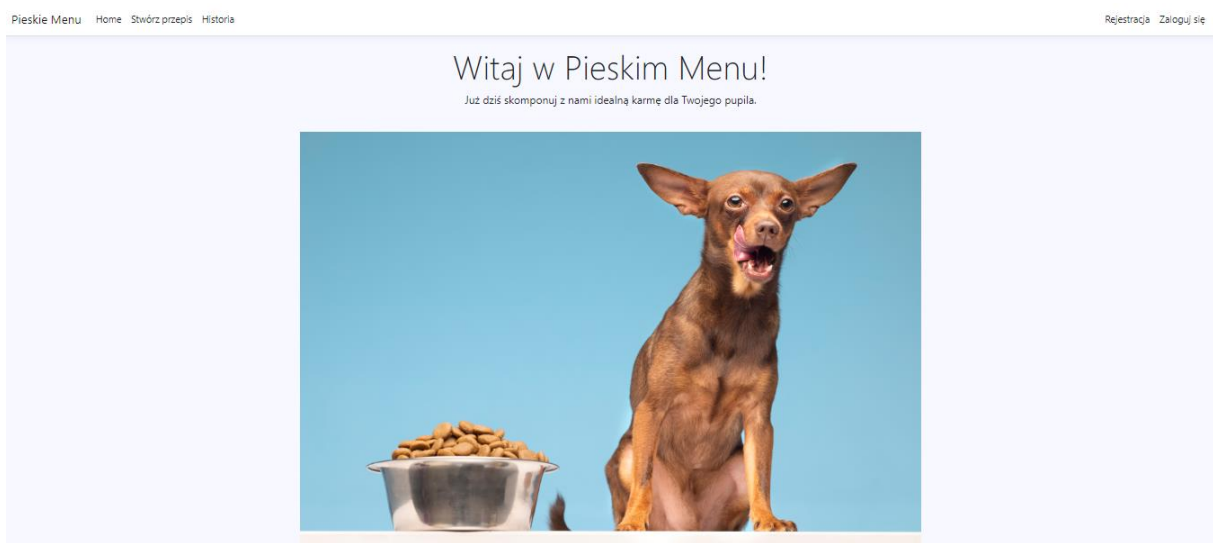 Pieskie Menu Home Stwórz przepis Historia Rejestracja Zaloguj się
Witaj w Pieskim Menu!
Już dziś skomponuj z nami idealną karmę dla Twojego pupila.